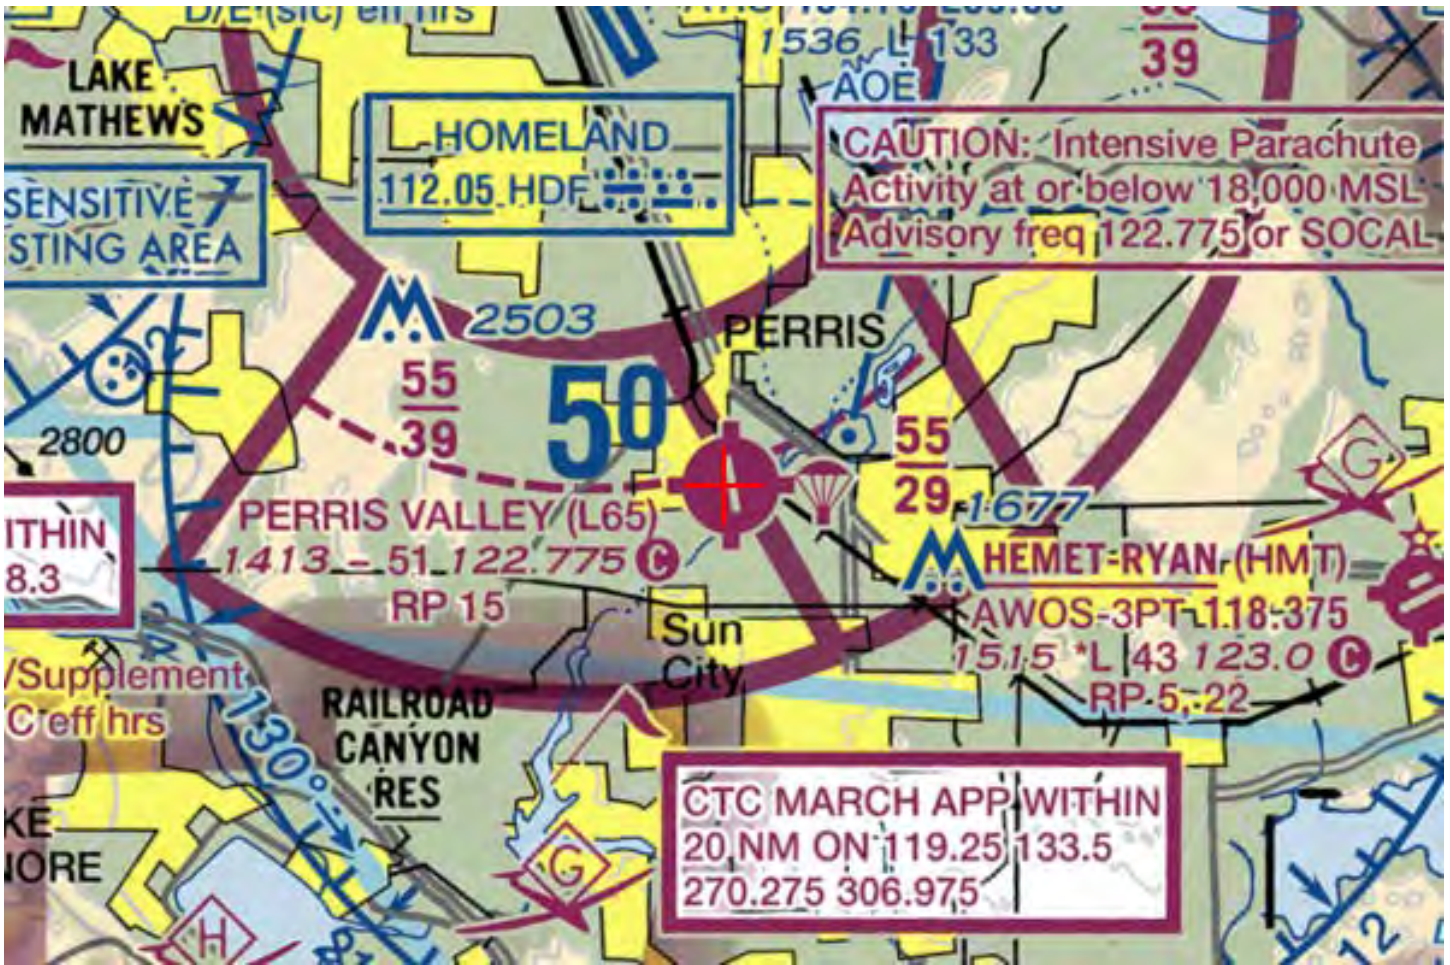 D/E (sfc) eff hrs
1536 L 133
AOE
39
LAKE
MATHEWS
HOMELAND
112.05 HDF
CAUTION: Intensive Parachute
Activity at or below 18,000 MSL
Advisory freq 122.775 or SOCAL
SENSITIVE
STING AREA
M 2503
PERRIS
55
39
50
2800
55
29
1677
G
PERRIS VALLEY (L65)
1413 - 51 122.775 C
RP 15
ITHIN
8.3
M
HEMET-RYAN (HMT)
AWOS-3PT 118.375
1515 *L 43 123.0 C
RP 5, 22
Sun
City
/Supplement
C eff hrs
130°
RAILROAD
CANYON
RES
CTC MARCH APP WITHIN
20 NM ON 119.25 133.5
270.275 306.975
KE
NORE
G
H
12